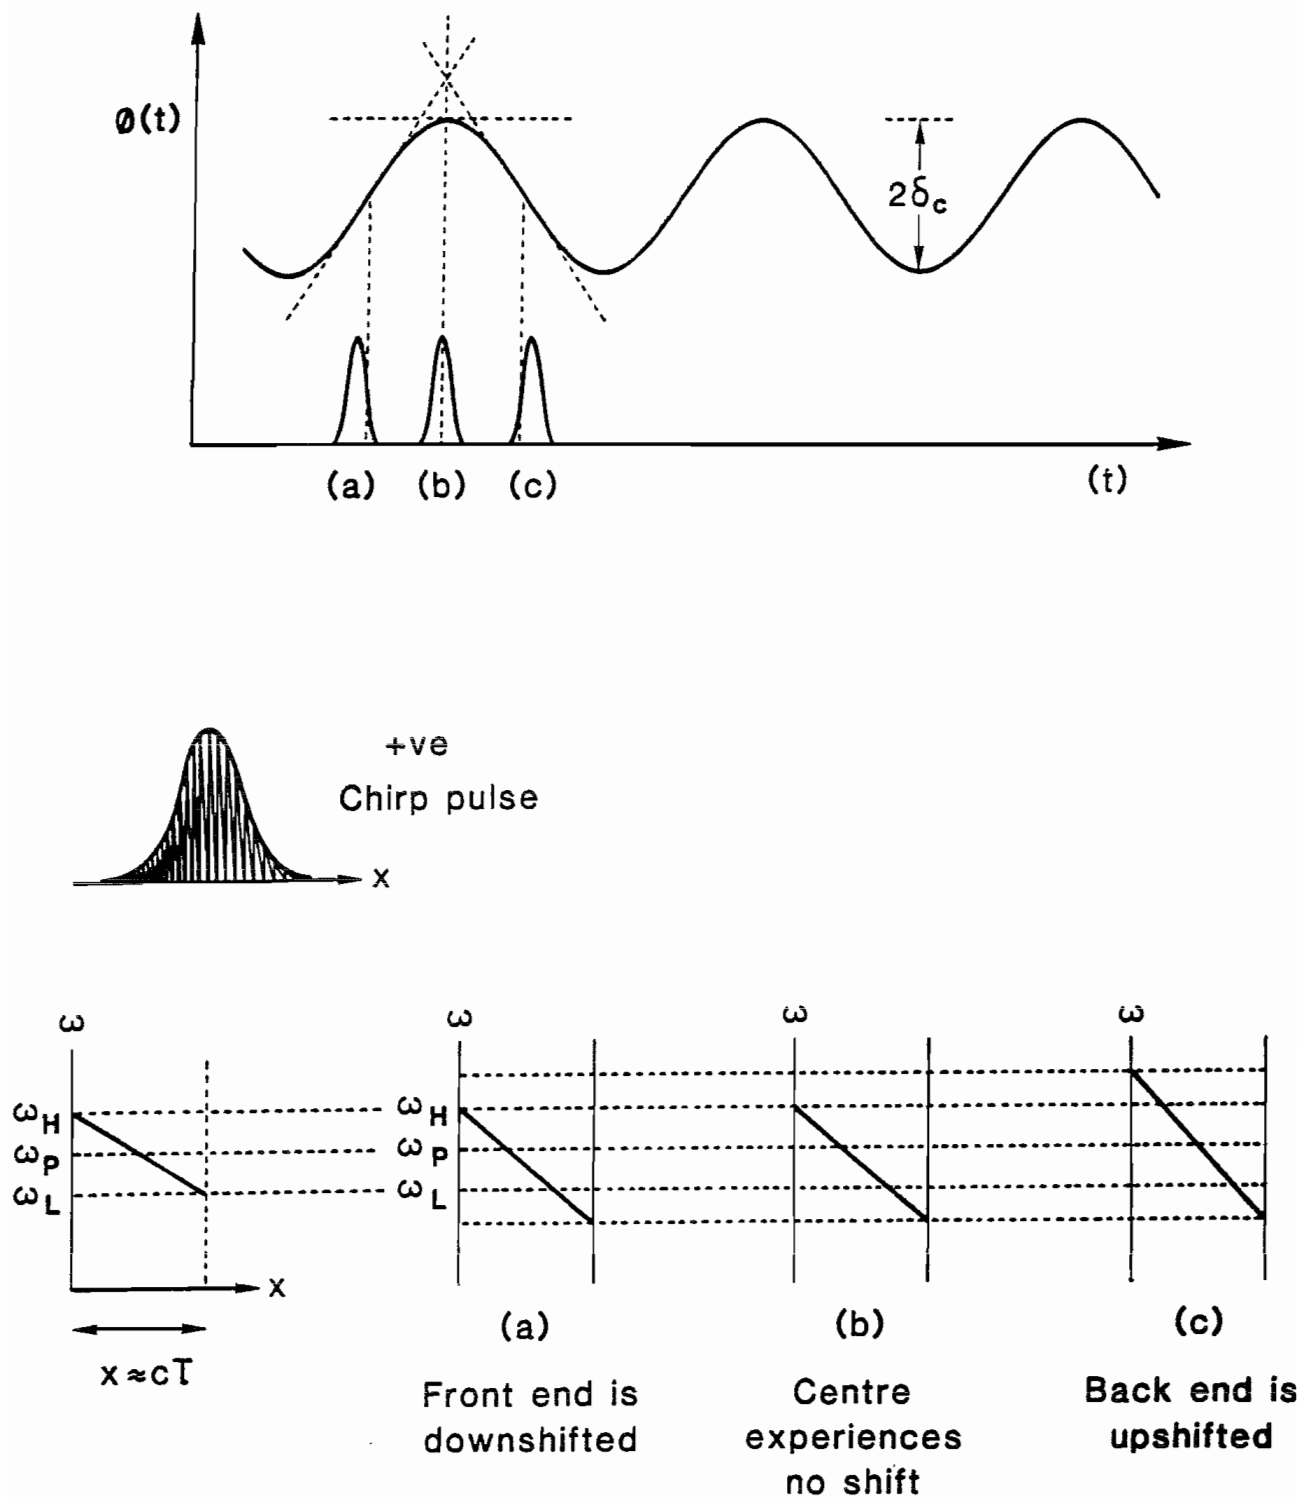 Ø(t)
2δc
(a) (b) (c) (t)
+ve
Chirp pulse
x
ω ω ω ω
ωH ωH
ωP ωP
ωL ωL
x
(a) (b) (c)
x≈cT
Front end is
downshifted
Centre
experiences
no shift
Back end is
upshifted